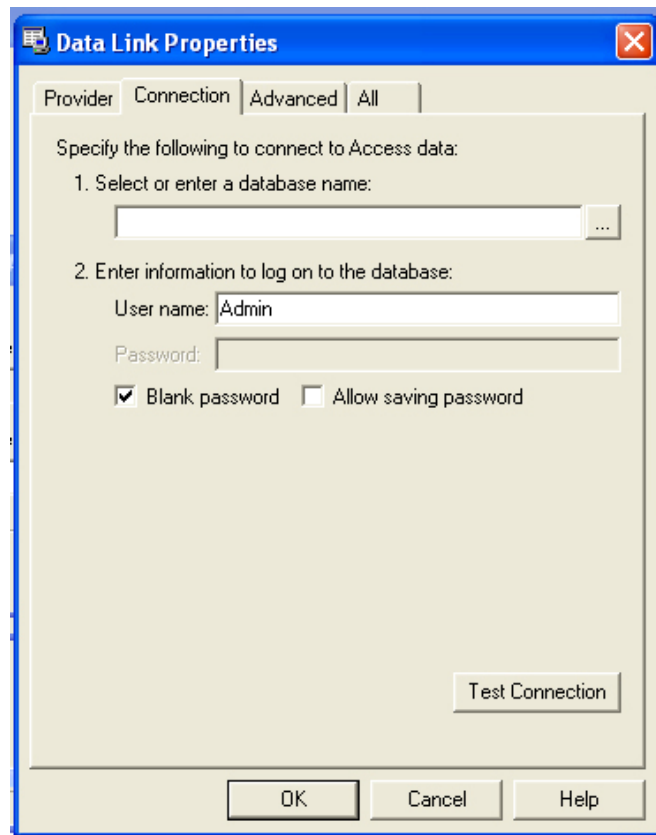 Data Link Properties
Provider Connection Advanced All
Specify the following to connect to Access data:
1. Select or enter a database name:
...
2. Enter information to log on to the database:
User name: Admin
Password:
Blank password Allow saving password
Test Connection
OK Cancel Help